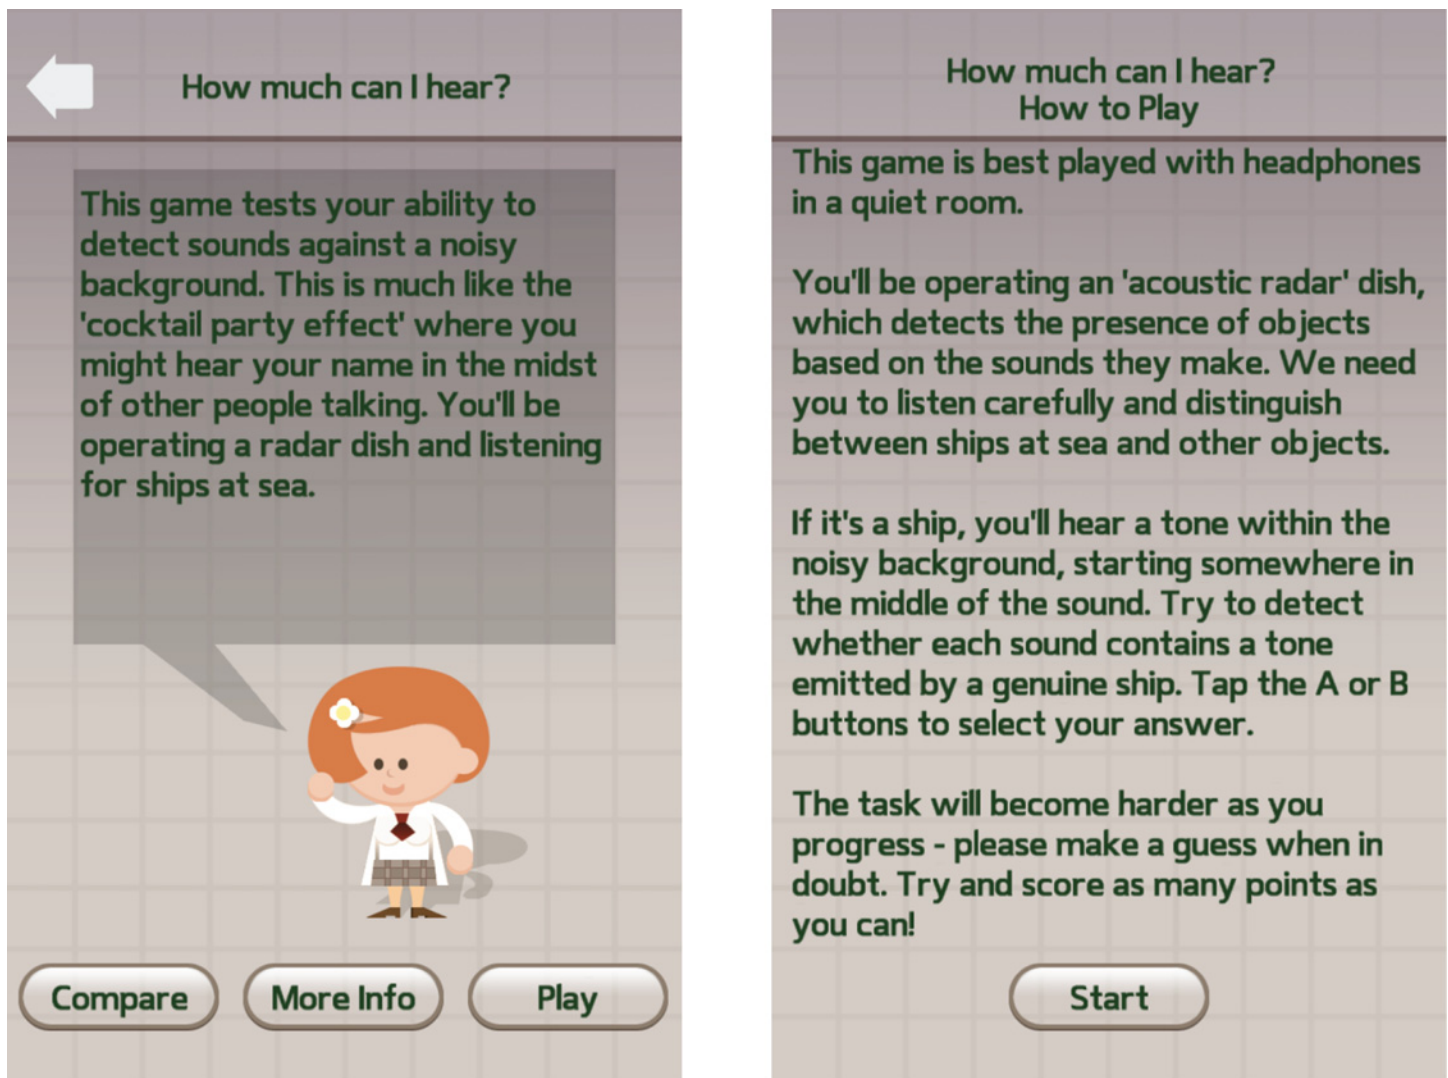 How much can I hear?
This game tests your ability to
detect sounds against a noisy
background. This is much like the
'cocktail party effect' where you
might hear your name in the midst
of other people talking. You'll be
operating a radar dish and listening
for ships at sea.
Compare
More Info
Play
How much can I hear?
How to Play
This game is best played with headphones
in a quiet room.
You'll be operating an 'acoustic radar' dish,
which detects the presence of objects
based on the sounds they make. We need
you to listen carefully and distinguish
between ships at sea and other objects.
If it's a ship, you'll hear a tone within the
noisy background, starting somewhere in
the middle of the sound. Try to detect
whether each sound contains a tone
emitted by a genuine ship. Tap the A or B
buttons to select your answer.
The task will become harder as you
progress - please make a guess when in
doubt. Try and score as many points as
you can!
Start